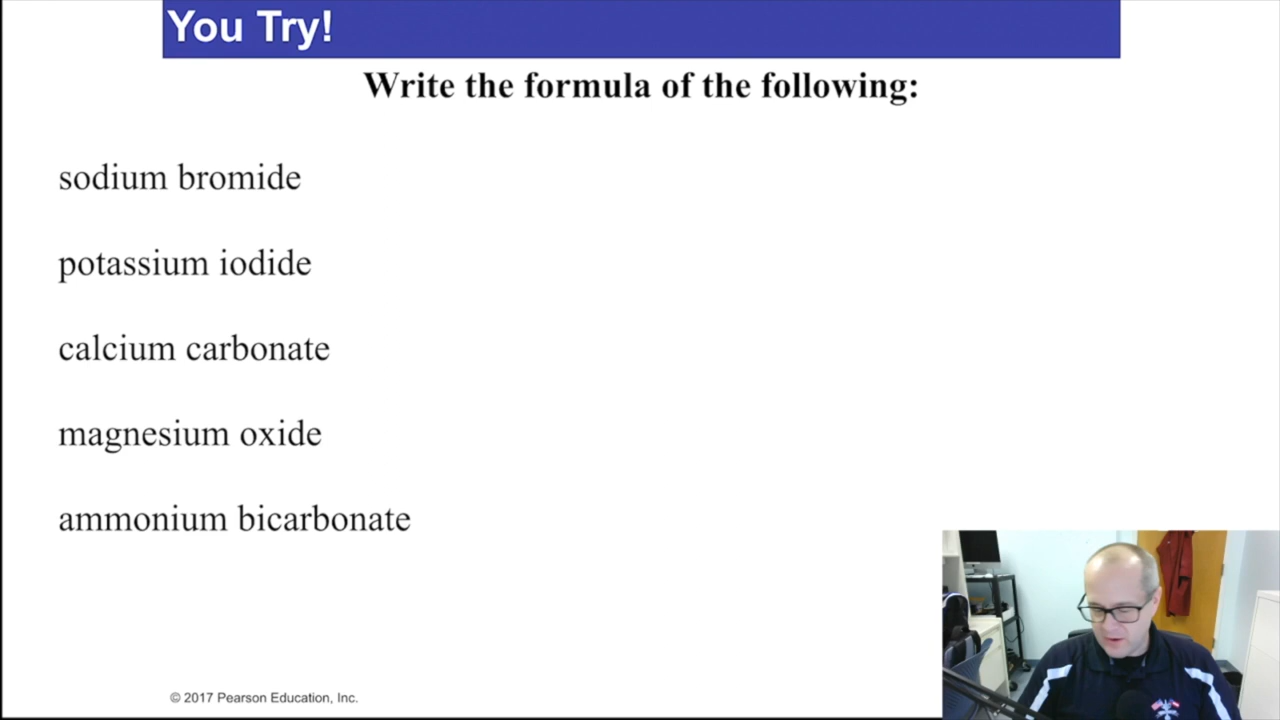 You Try!
Write the formula of the following:
sodium bromide
potassium iodide
calcium carbonate
magnesium oxide
ammonium bicarbonate
© 2017 Pearson Education, Inc.